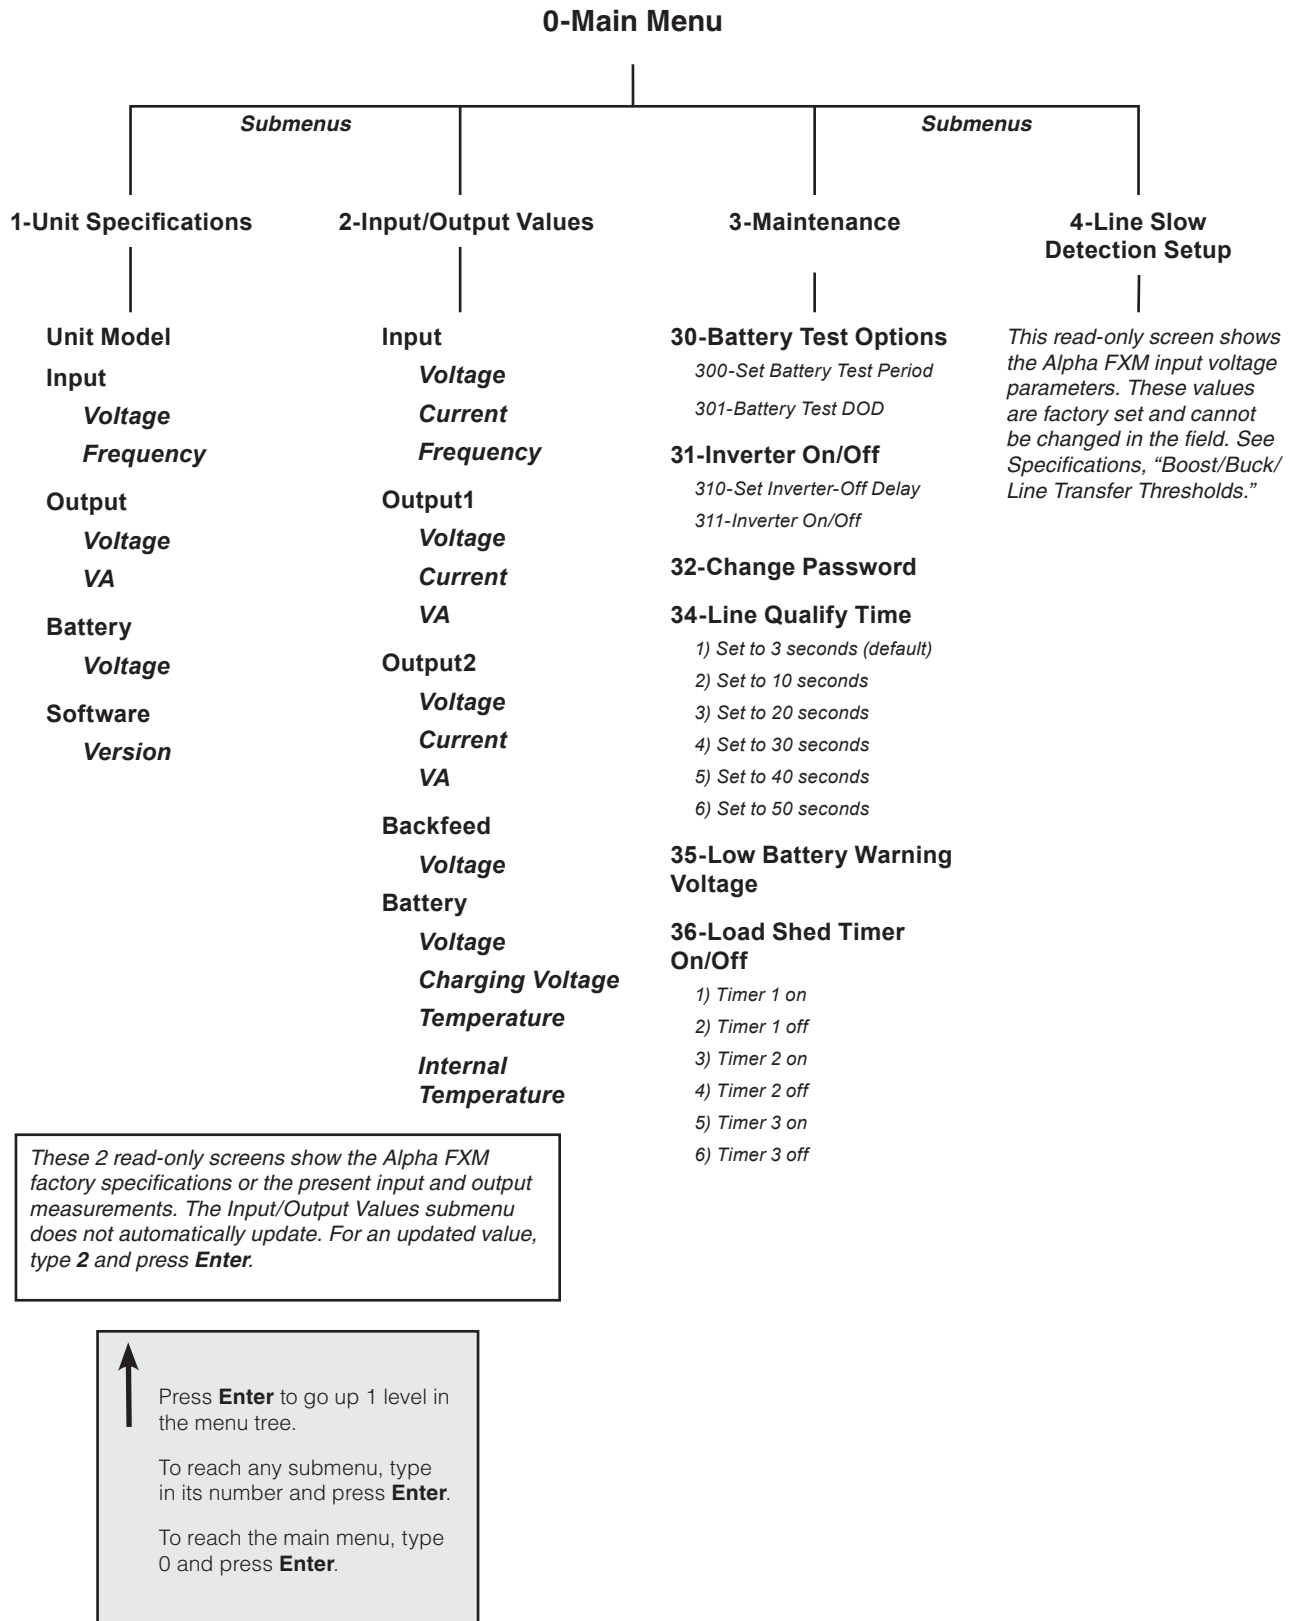 0-Main Menu
Submenus
Submenus
1-Unit Specifications
Unit Model
Input
Voltage
Frequency
Output
Voltage
VA
Battery
Voltage
Software
Version
2-Input/Output Values
Input
Voltage
Current
Frequency
Output1
Voltage
Current
VA
Output2
Voltage
Current
VA
Backfeed
Voltage
Battery
Voltage
Charging Voltage
Temperature
Internal
Temperature
3-Maintenance
30-Battery Test Options
300-Set Battery Test Period
301-Battery Test DOD
31-Inverter On/Off
310-Set Inverter-Off Delay
311-Inverter On/Off
32-Change Password
34-Line Qualify Time
1) Set to 3 seconds (default)
2) Set to 10 seconds
3) Set to 20 seconds
4) Set to 30 seconds
5) Set to 40 seconds
6) Set to 50 seconds
35-Low Battery Warning
Voltage
36-Load Shed Timer
On/Off
1) Timer 1 on
2) Timer 1 off
3) Timer 2 on
4) Timer 2 off
5) Timer 3 on
6) Timer 3 off
4-Line Slow
Detection Setup
This read-only screen shows
the Alpha FXM input voltage
parameters. These values
are factory set and cannot
be changed in the field. See
Specifications, “Boost/Buck/
Line Transfer Thresholds.”
These 2 read-only screens show the Alpha FXM
factory specifications or the present input and output
measurements. The Input/Output Values submenu
does not automatically update. For an updated value,
type 2 and press Enter.
Press Enter to go up 1 level in
the menu tree.
To reach any submenu, type
in its number and press Enter.
To reach the main menu, type
0 and press Enter.